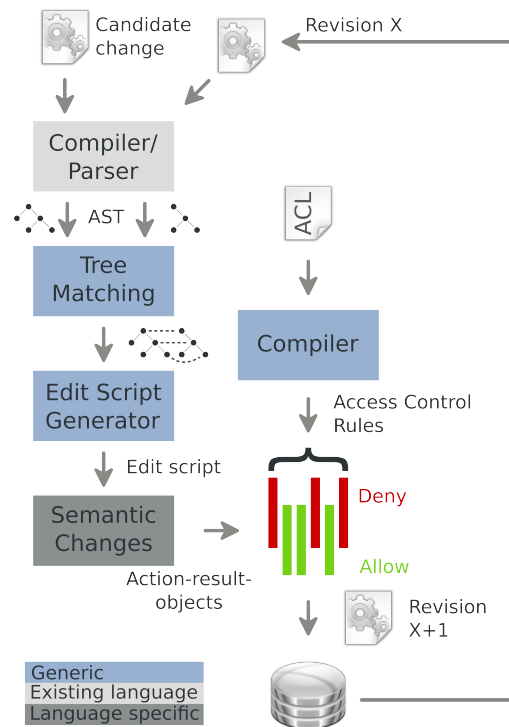 Candidate
change
Revision X
Compiler/
Parser
AST
ACL
Tree
Matching
Compiler
Edit Script
Generator
Access Control
Rules
Edit script
Deny
Semantic
Changes
Allow
Action-result-
objects
Revision
X+1
Generic
Existing language
Language specific